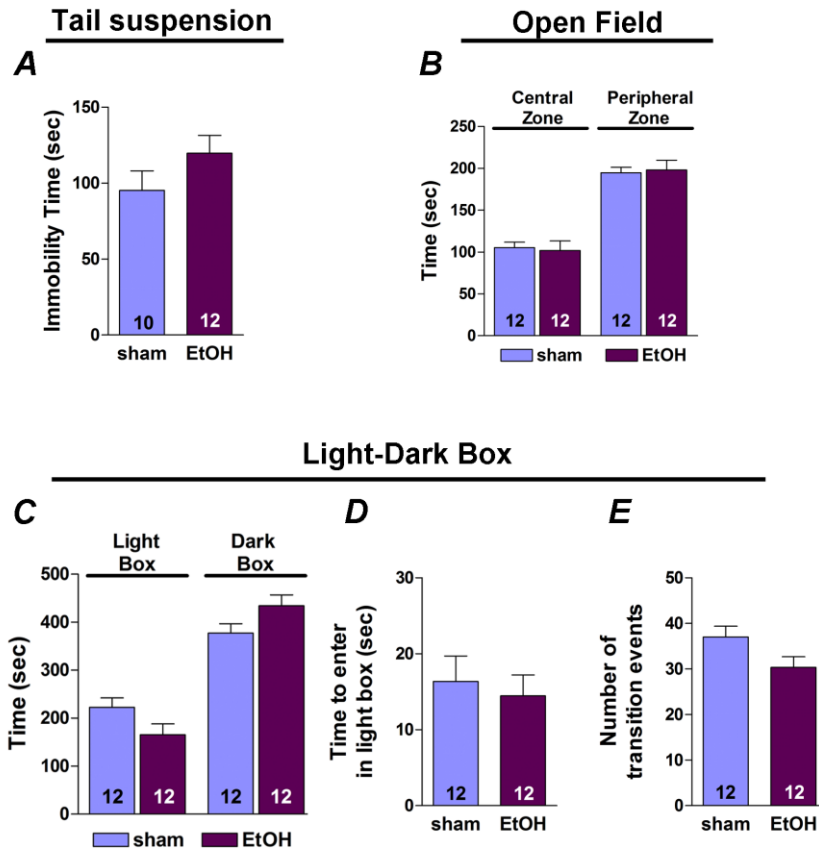 Tail suspension
Open Field
A
B
150
100
50
0
Immobility Time (sec)
10
12
sham
EtOH
Central
Zone
Peripheral
Zone
250
200
150
100
50
0
Time (sec)
12
12
12
12
sham
EtOH
Light-Dark Box
C
D
E
Light
Box
Dark
Box
500
400
300
200
100
0
Time (sec)
12
12
12
12
sham
EtOH
30
20
10
0
Time to enter
in light box (sec)
12
12
sham
EtOH
50
40
30
20
10
0
Number of
transition events
12
12
sham
EtOH